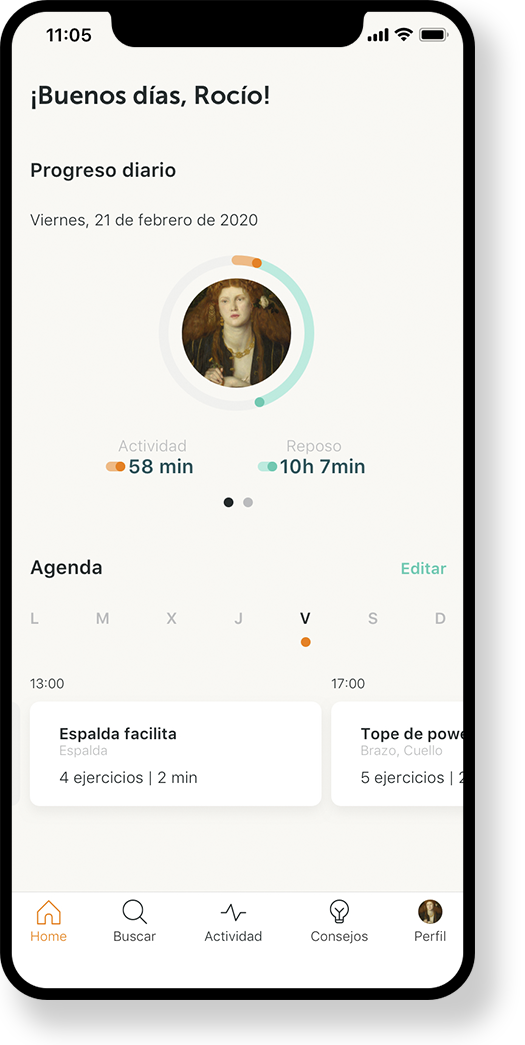 11:05
¡Buenos días, Rocío!
Progreso diario
Viernes, 21 de febrero de 2020
Actividad
58 min
Reposo
10h 7min
Agenda
Editar
L M X J V S D
13:00
17:00
Espalda facilita
Espalda
4 ejercicios | 2 min
Tope de
Brazo, Cuello
5 ejercicios |
Home
Buscar
Actividad
Consejos
Perfil